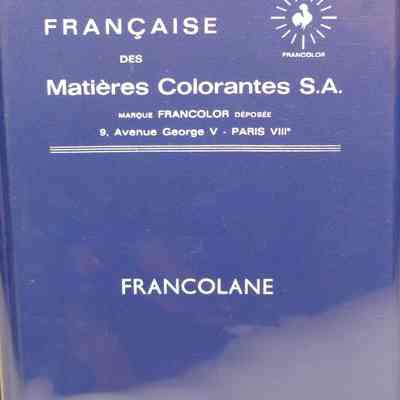 FRANÇAISE
FRANCOLOR
DES
Matières Colorantes S.A.
MARQUE FRANCOLOR DÉPOSÉE
9, Avenue George V - PARIS VIIIᵉ
FRANCOLANE